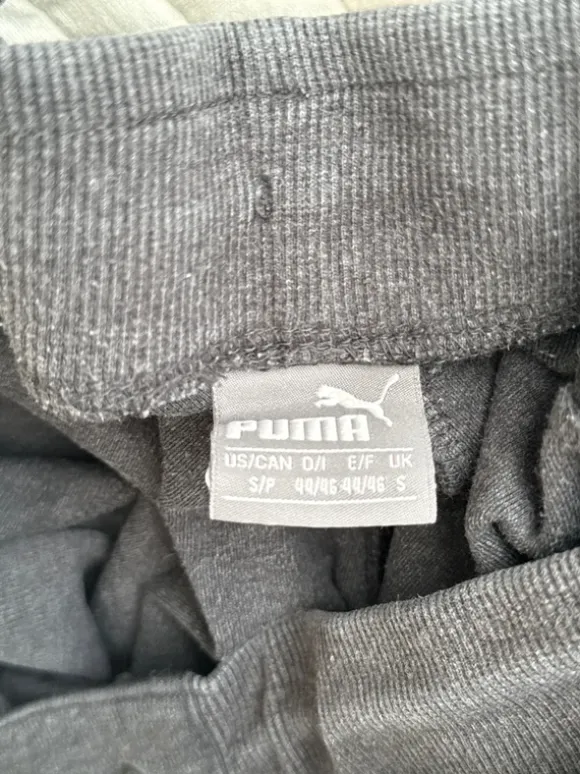 PUMA
US/CAN D/I E/F UK
S/P 44/46 44/46 S